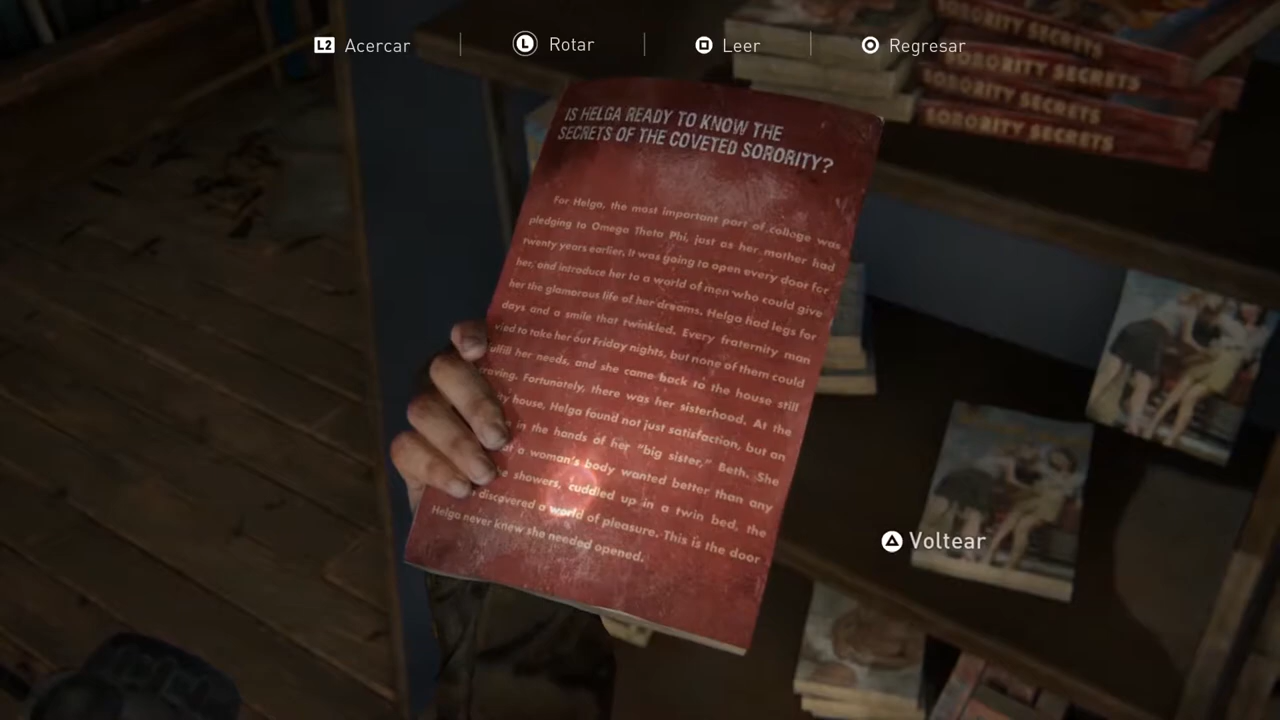 L2 Acercar
L Rotar
Leer
Regresar
SORORITY SECRETS
SORORITY SECRETS
SORORITY SECRETS
SORORITY SECRETS
IS HELGA READY TO KNOW THE
SECRETS OF THE COVETED SORORITY?
For Helga, the most important part of college was
pledging to Omega Theta Phi, just as her mother had
twenty years earlier. It was going to open every door for
her, and introduce her to a world of men who could give
her the glamorous life of her dreams. Helga had legs for
days and a smile that twinkled. Every fraternity man
vied to take her out Friday nights, but none of them could
ulfill her needs, and she came back to the house still
craving. Fortunately, there was her sisterhood. At the
ity house, Helga found not just satisfaction, but an
in the hands of her "big sister," Beth. She
a woman's body wanted better than any
showers, cuddled up in a twin bed, the
discovered a world of pleasure. This is the door
Helga never knew she needed opened.
Voltear